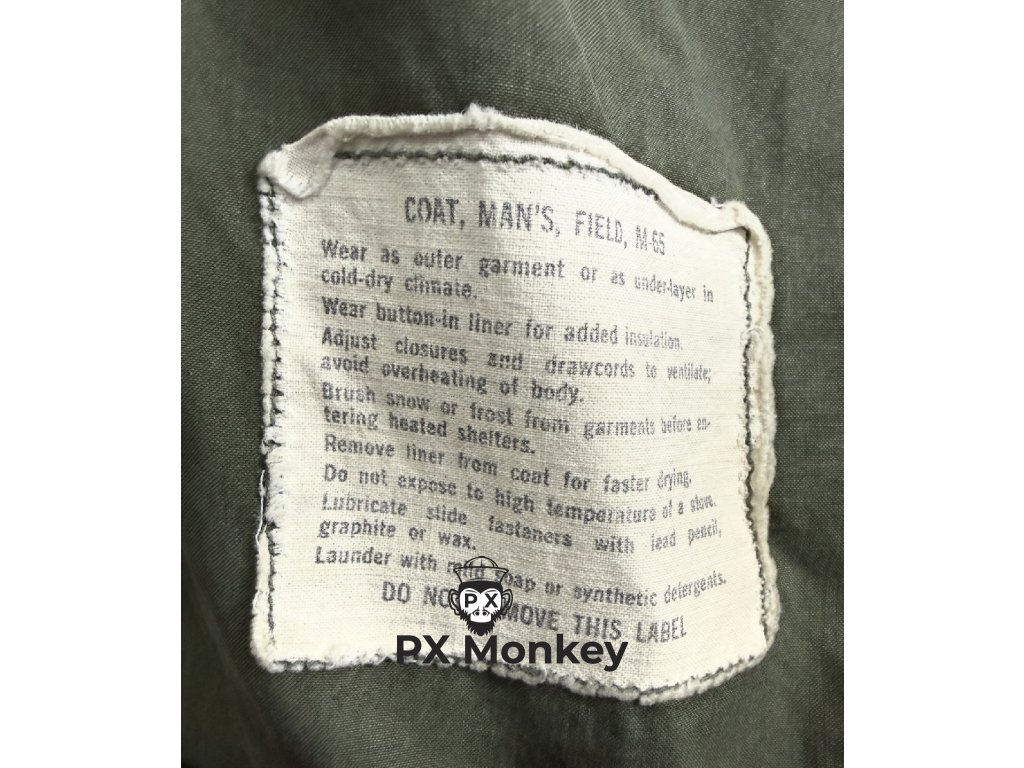 COAT, MAN'S, FIELD, M-65
Wear as outer garment or as under-layer in
cold-dry climate.
Wear button-in liner for added insulation.
Adjust closures and drawcords to ventilate;
avoid overheating of body.
Brush snow or frost from garments before en-
tering heated shelters.
Remove liner from coat for faster drying.
Do not expose to high temperature of a stove.
Lubricate slide fasteners with lead pencil,
graphite or wax.
Launder with mild soap or synthetic detergents.
DO NOT REMOVE THIS LABEL
PX
PX Monkey